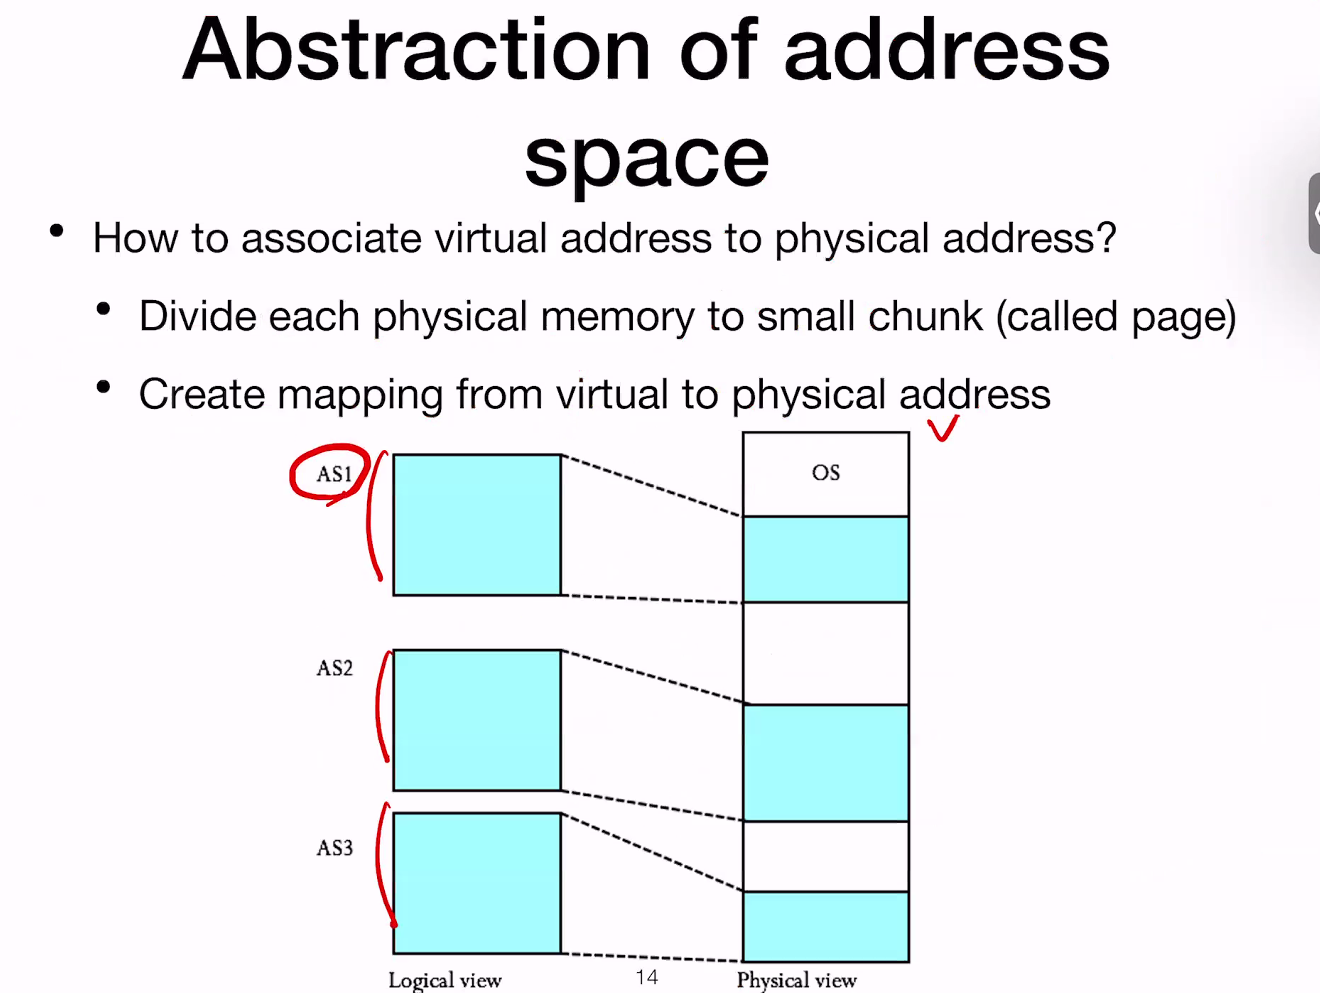 Abstraction of address
space
• How to associate virtual address to physical address?
• Divide each physical memory to small chunk (called page)
• Create mapping from virtual to physical address
AS1
OS
AS2
AS3
Logical view
14
Physical view